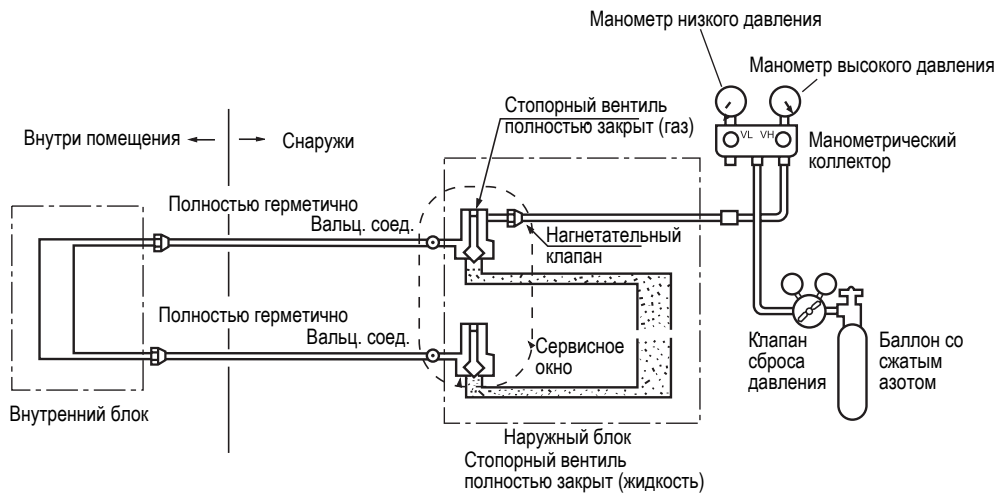 Манометр низкого давления
Манометр высокого давления
Стопорный вентиль
полностью закрыт (газ)
VL VH
Манометрический
коллектор
Внутри помещения
Снаружи
Полностью герметично
Вальц. соед.
Нагнетательный
клапан
Полностью герметично
Вальц. соед.
Сервисное
окно
Клапан
сброса
давления
Баллон со
сжатым
азотом
Внутренний блок
Наружный блок
Стопорный вентиль
полностью закрыт (жидкость)